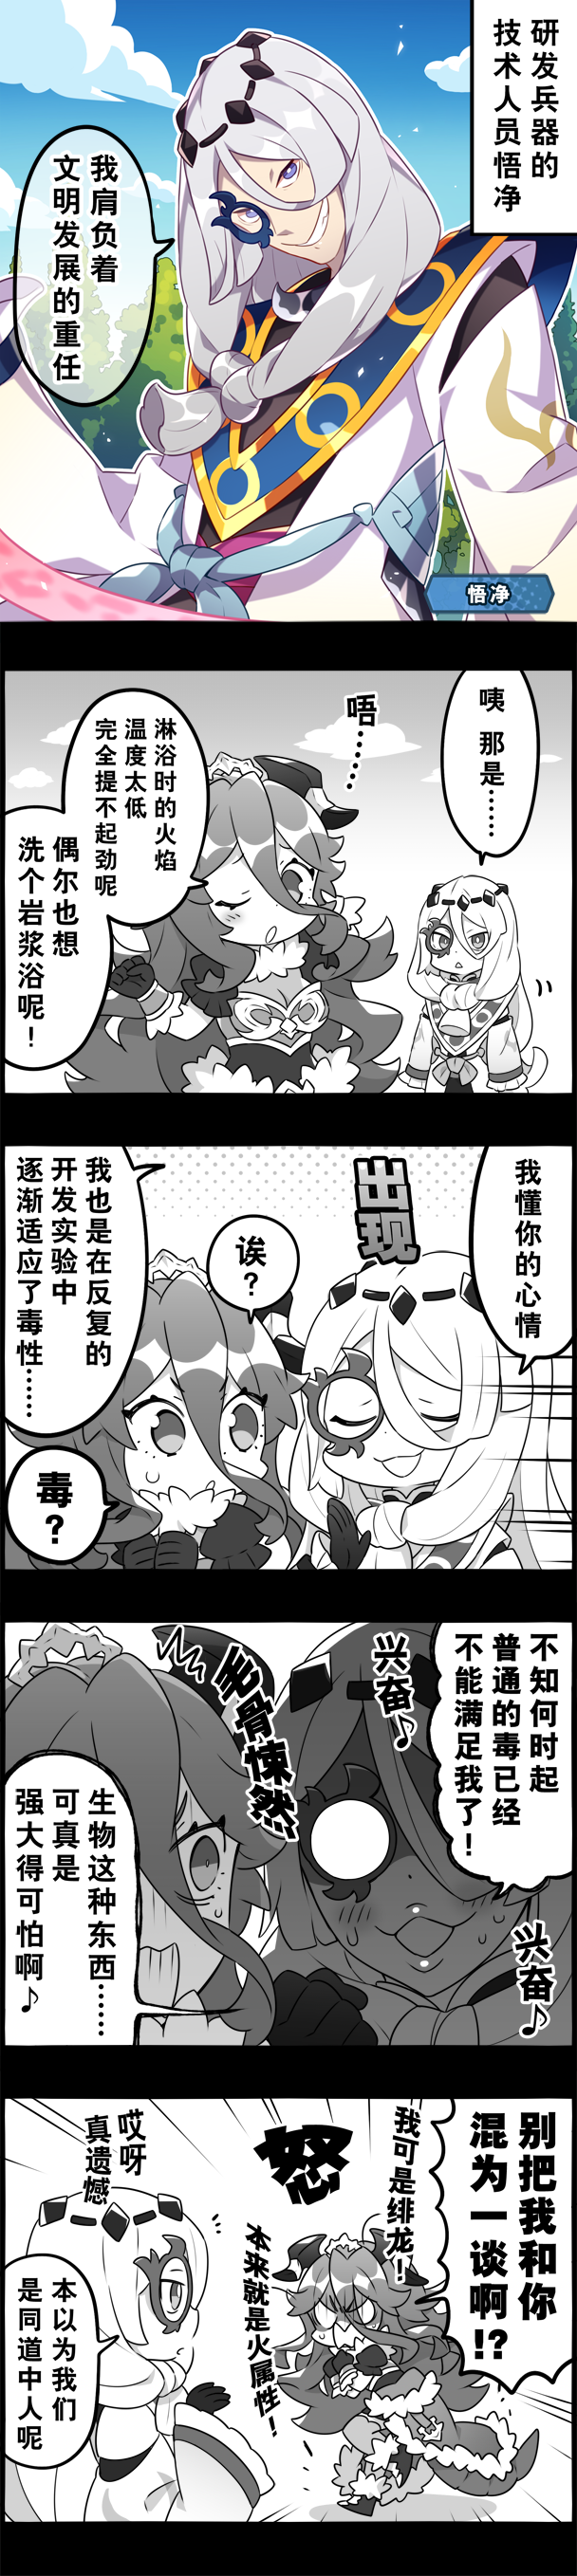 研发兵器的
技术人员悟净
我肩负着
文明发展的重任
悟净
咦 那是……
唔……
淋浴时的火焰
温度太低
完全提不起劲呢
偶尔也想
洗个岩浆浴呢！
我懂你的心情
出现
诶？
我也是在反复的
开发实验中
逐渐适应了毒性……
毒？
不知何时起
普通的毒已经
不能满足我了！
兴奋♪
兴奋♪
毛骨悚然
生物这种东西……
可真是
强大得可怕啊♪
别把我和你
混为一谈啊!?
我可是绯龙！
怒
本来就是火属性！
哎呀
真遗憾
本以为我们
是同道中人呢